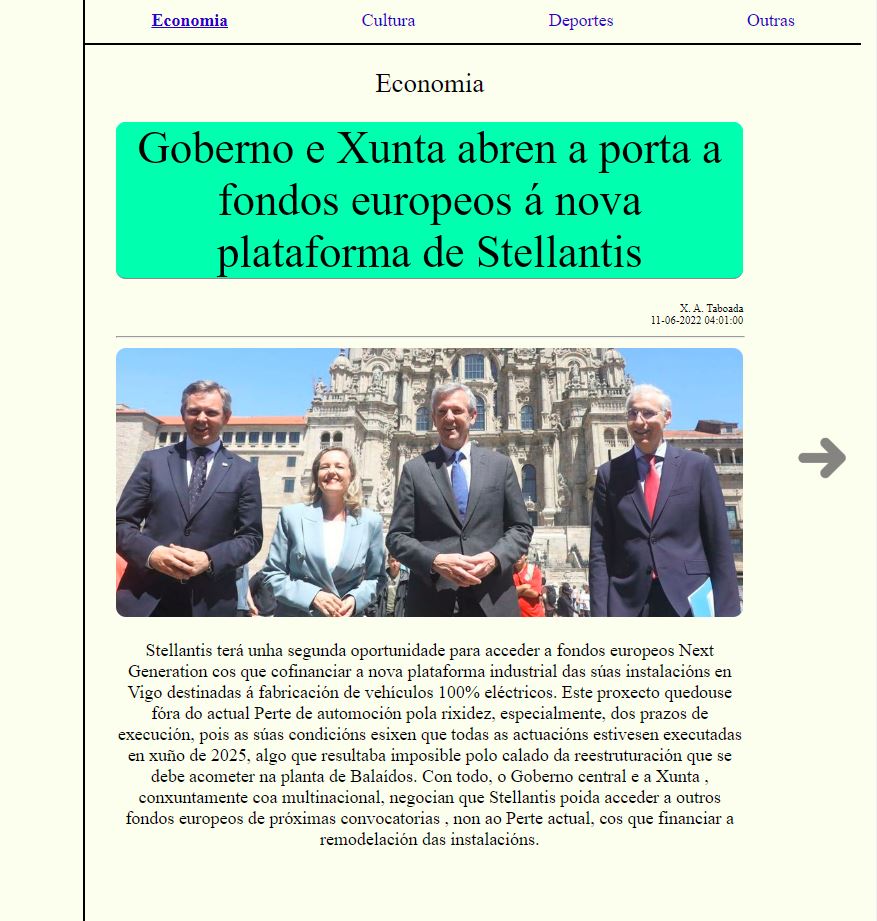 Economia
Cultura
Deportes
Outras
Economia
Goberno e Xunta abren a porta a
fondos europeos á nova
plataforma de Stellantis
X. A. Taboada
11-06-2022 04:01:00
Stellantis terá unha segunda oportunidade para acceder a fondos europeos Next
Generation cos que cofinanciar a nova plataforma industrial das súas instalacións en
Vigo destinadas á fabricación de vehículos 100% eléctricos. Este proxecto quedouse
fóra do actual Perte de automoción pola rixidez, especialmente, dos prazos de
execución, pois as súas condicións esixen que todas as actuacións estivesen executadas
en xuño de 2025, algo que resultaba imposible polo calado da reestruturación que se
debe acometer na planta de Balaídos. Con todo, o Goberno central e a Xunta ,
conxuntamente coa multinacional, negocian que Stellantis poida acceder a outros
fondos europeos de próximas convocatorias , non ao Perte actual, cos que financiar a
remodelación das instalacións.